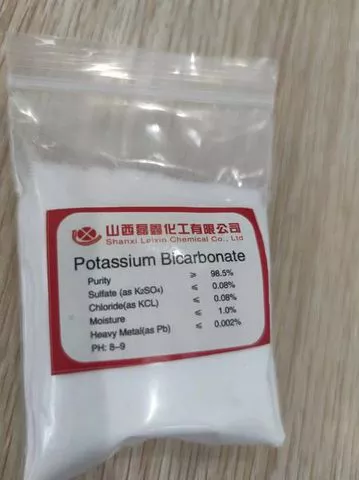 山西磊鑫化工有限公司
Shanxi Leixin Chemical Co., Ltd
Potassium Bicarbonate
Purity ≥ 98.5%
Sulfate (as K₂SO₄) ≤ 0.08%
Chloride(as KCL) ≤ 0.08%
Moisture ≤ 1.0%
Heavy Metal(as Pb) ≤ 0.002%
PH: 8-9